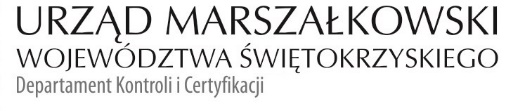 URZĄD MARSZAŁKOWSKI
WOJEWÓDZTWA ŚWIĘTOKRZYSKIEGO
Departament Kontroli i Certyfikacji